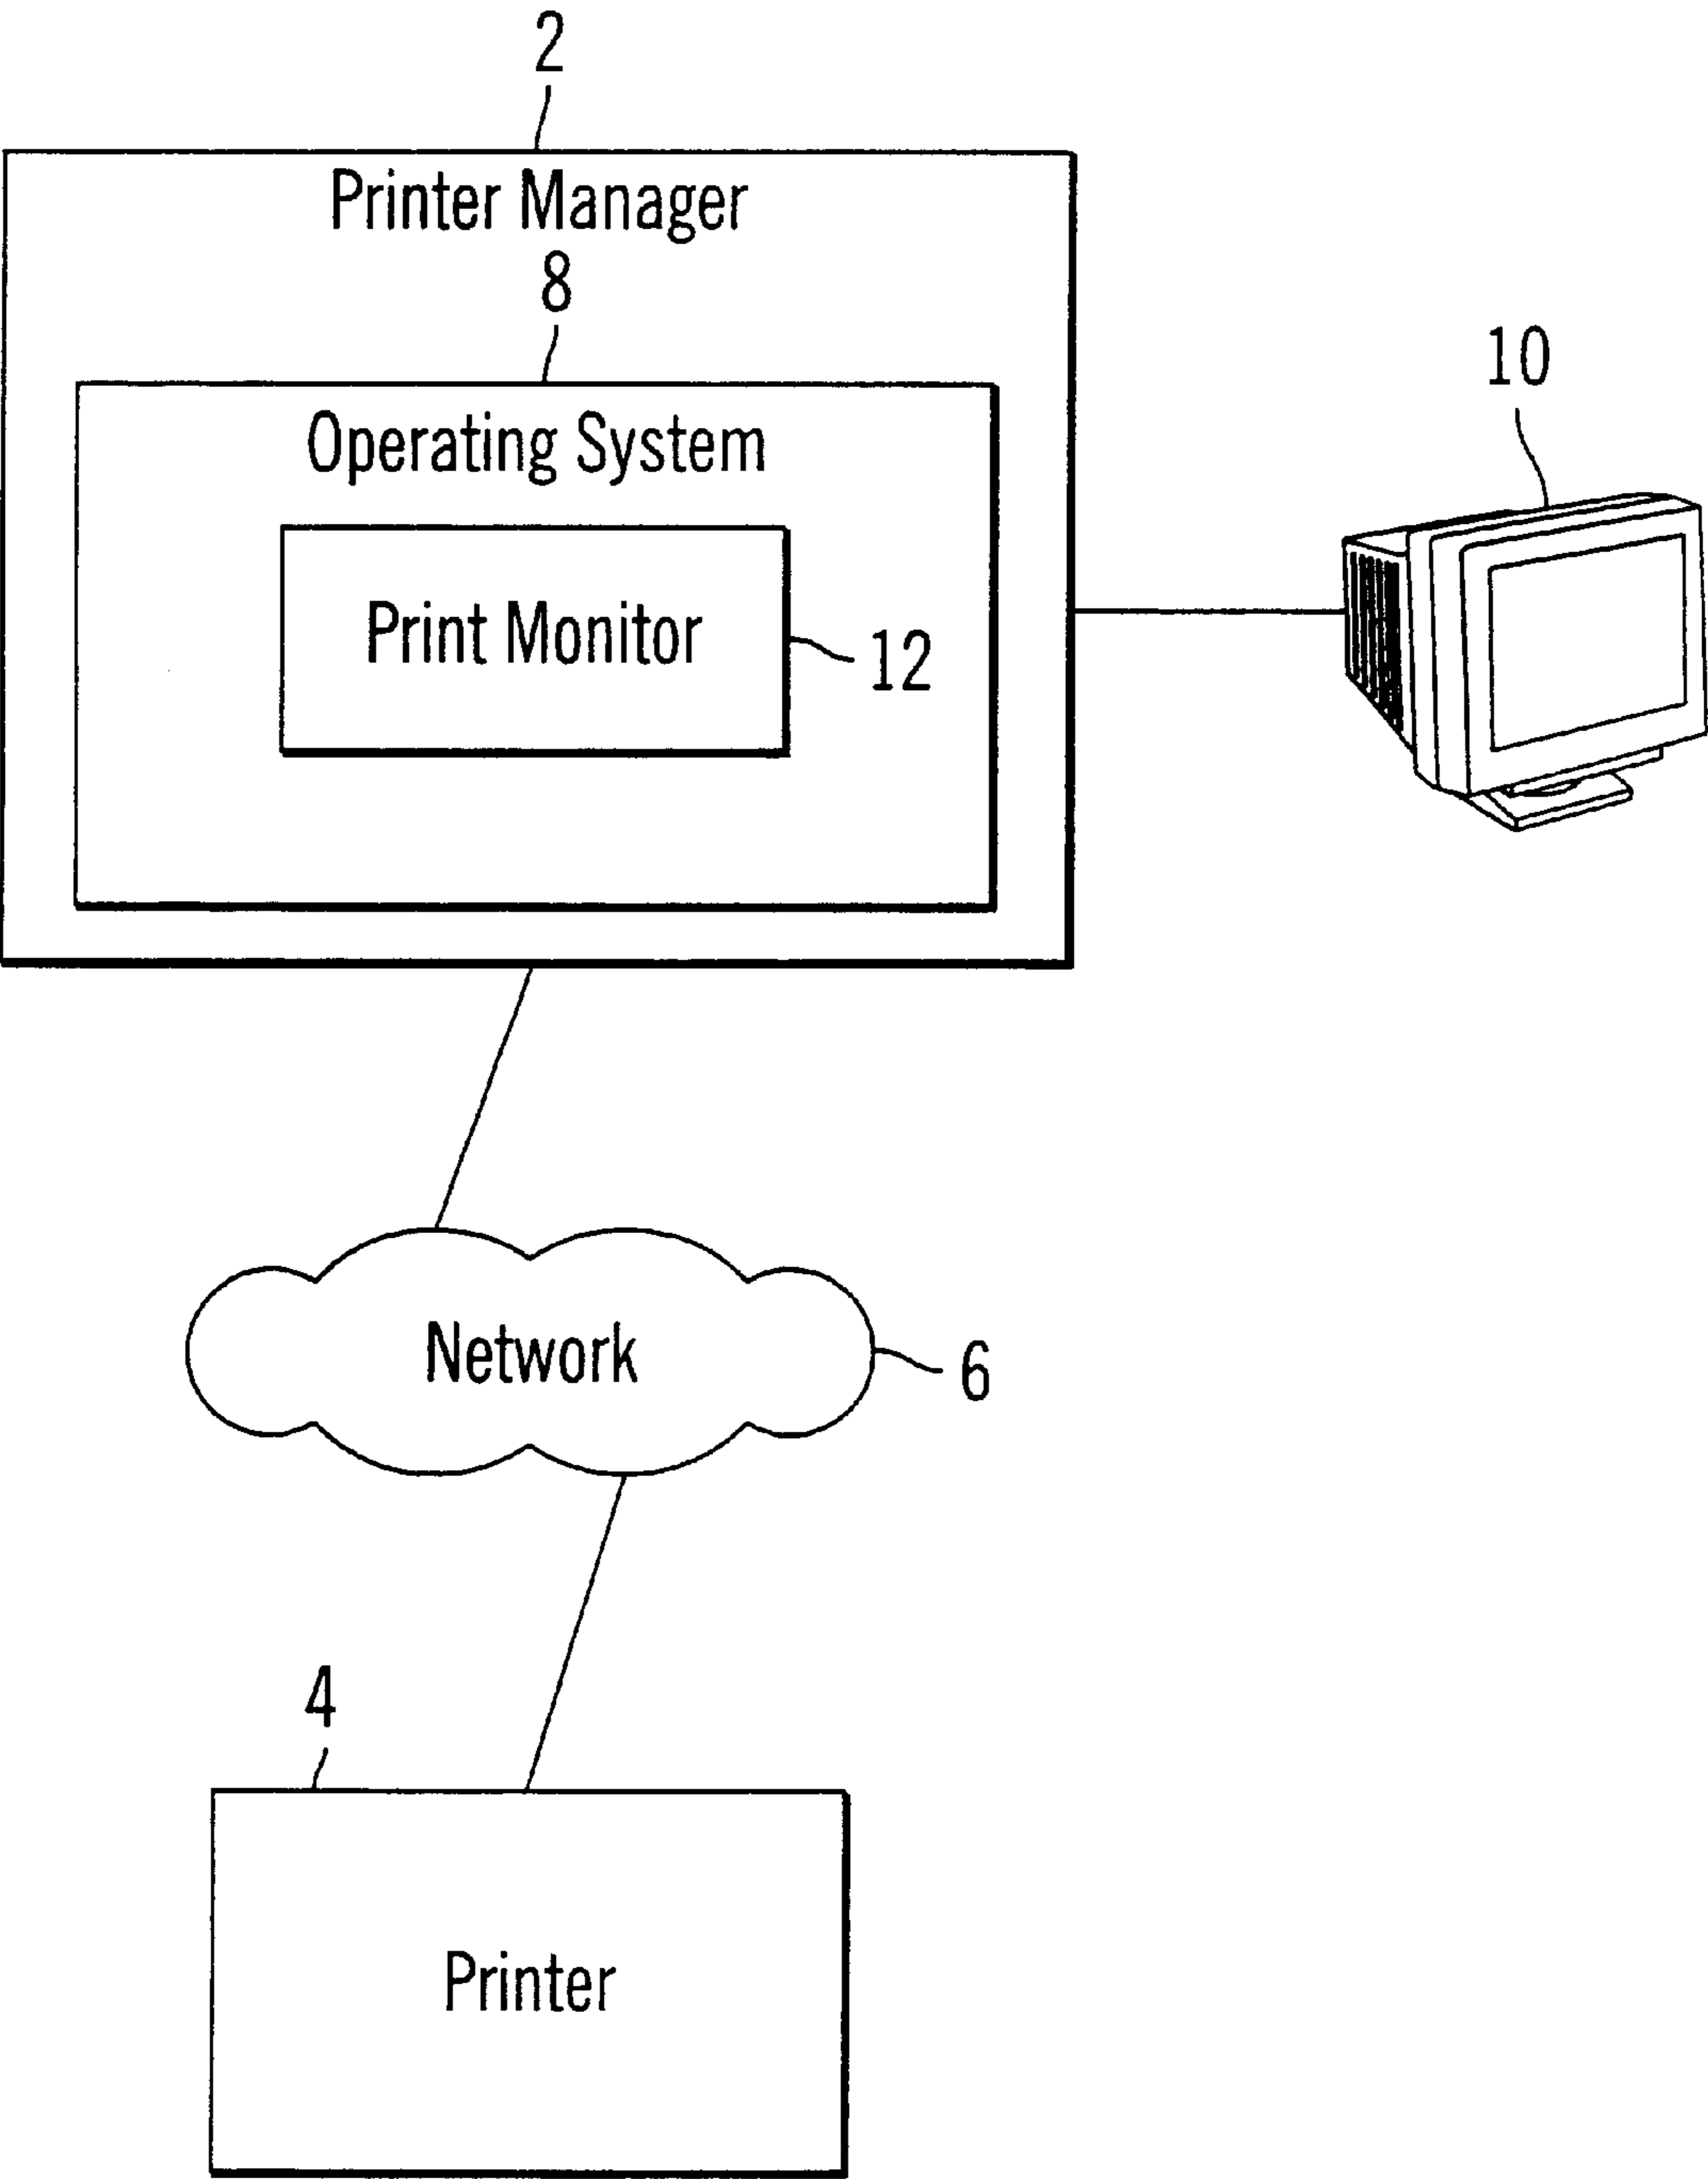 2
Printer Manager
8
10
Operating System
Print Monitor
12
Network
6
4
Printer